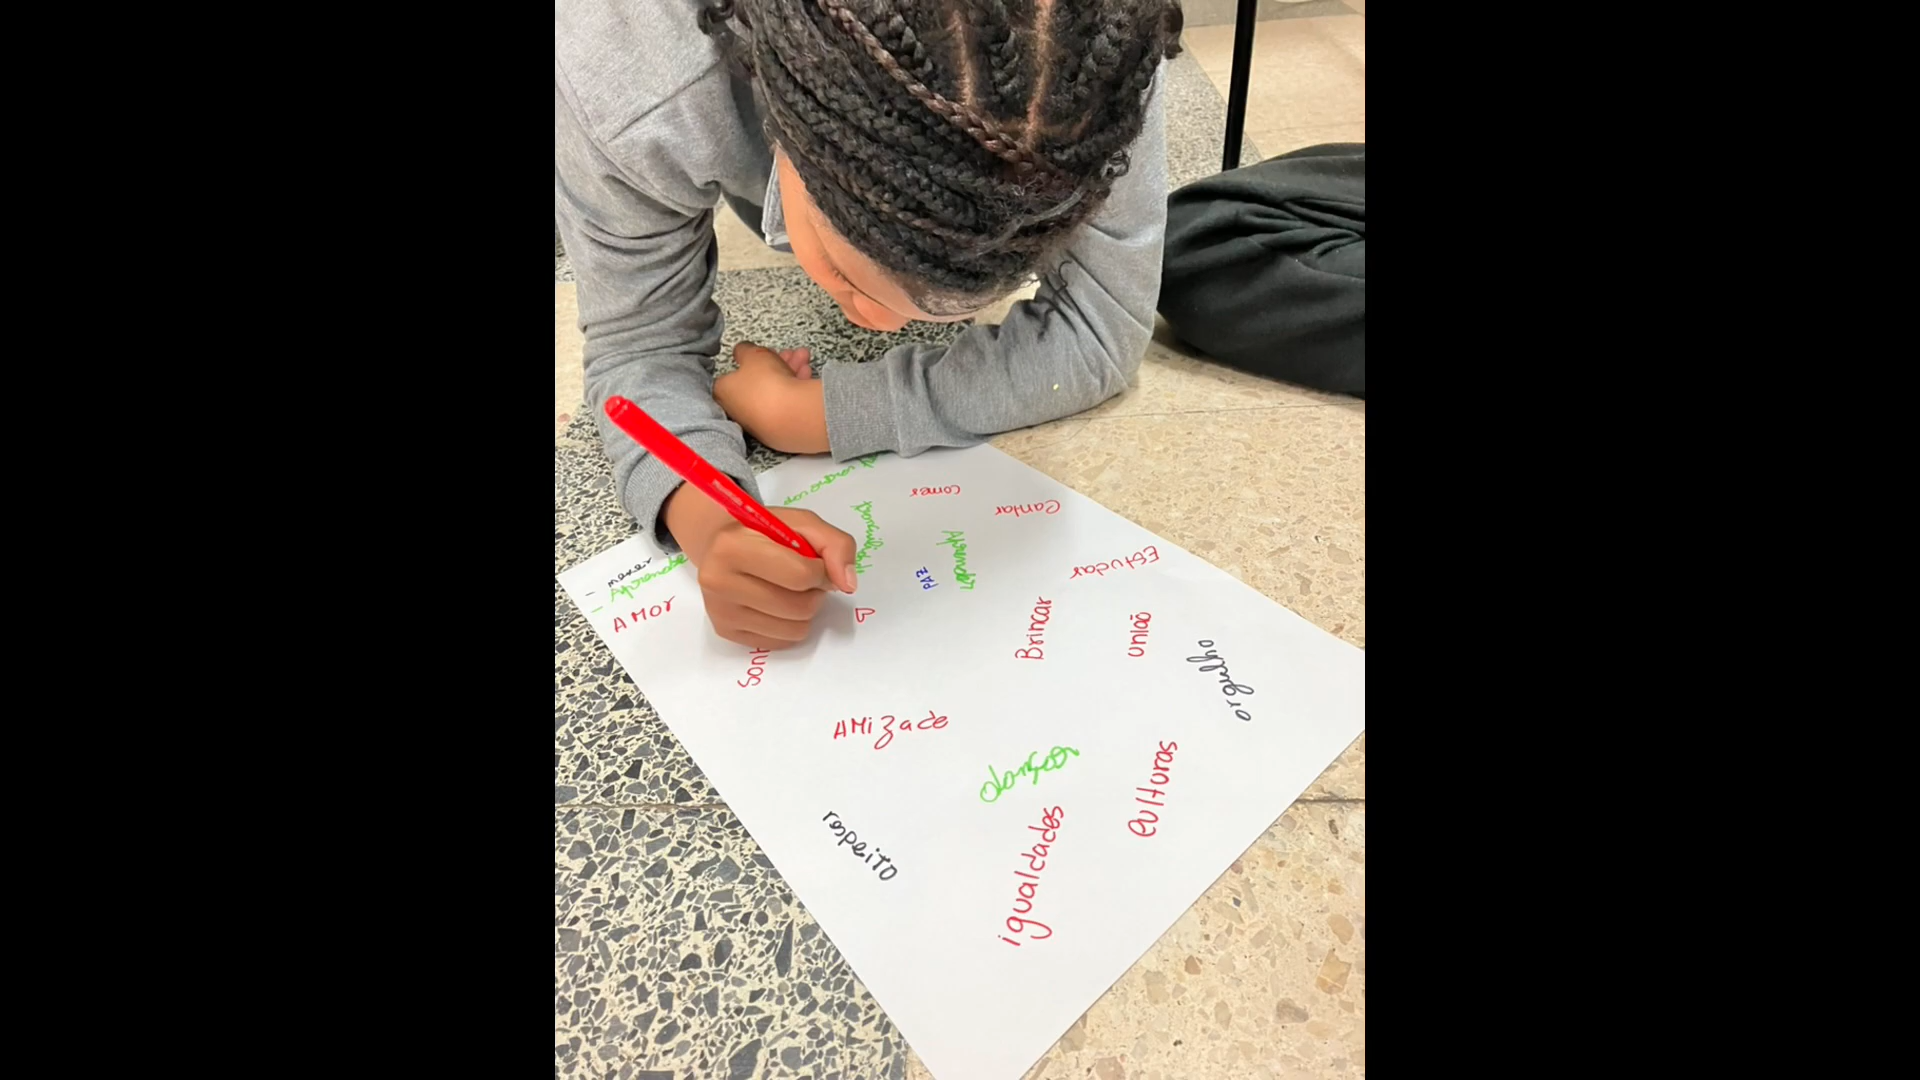 comer
Cantar
Estudar
Aprender
PAZ
AMOr
Brincar
união
orgulho
AMizade
danças
culturas
respeito
igualdades